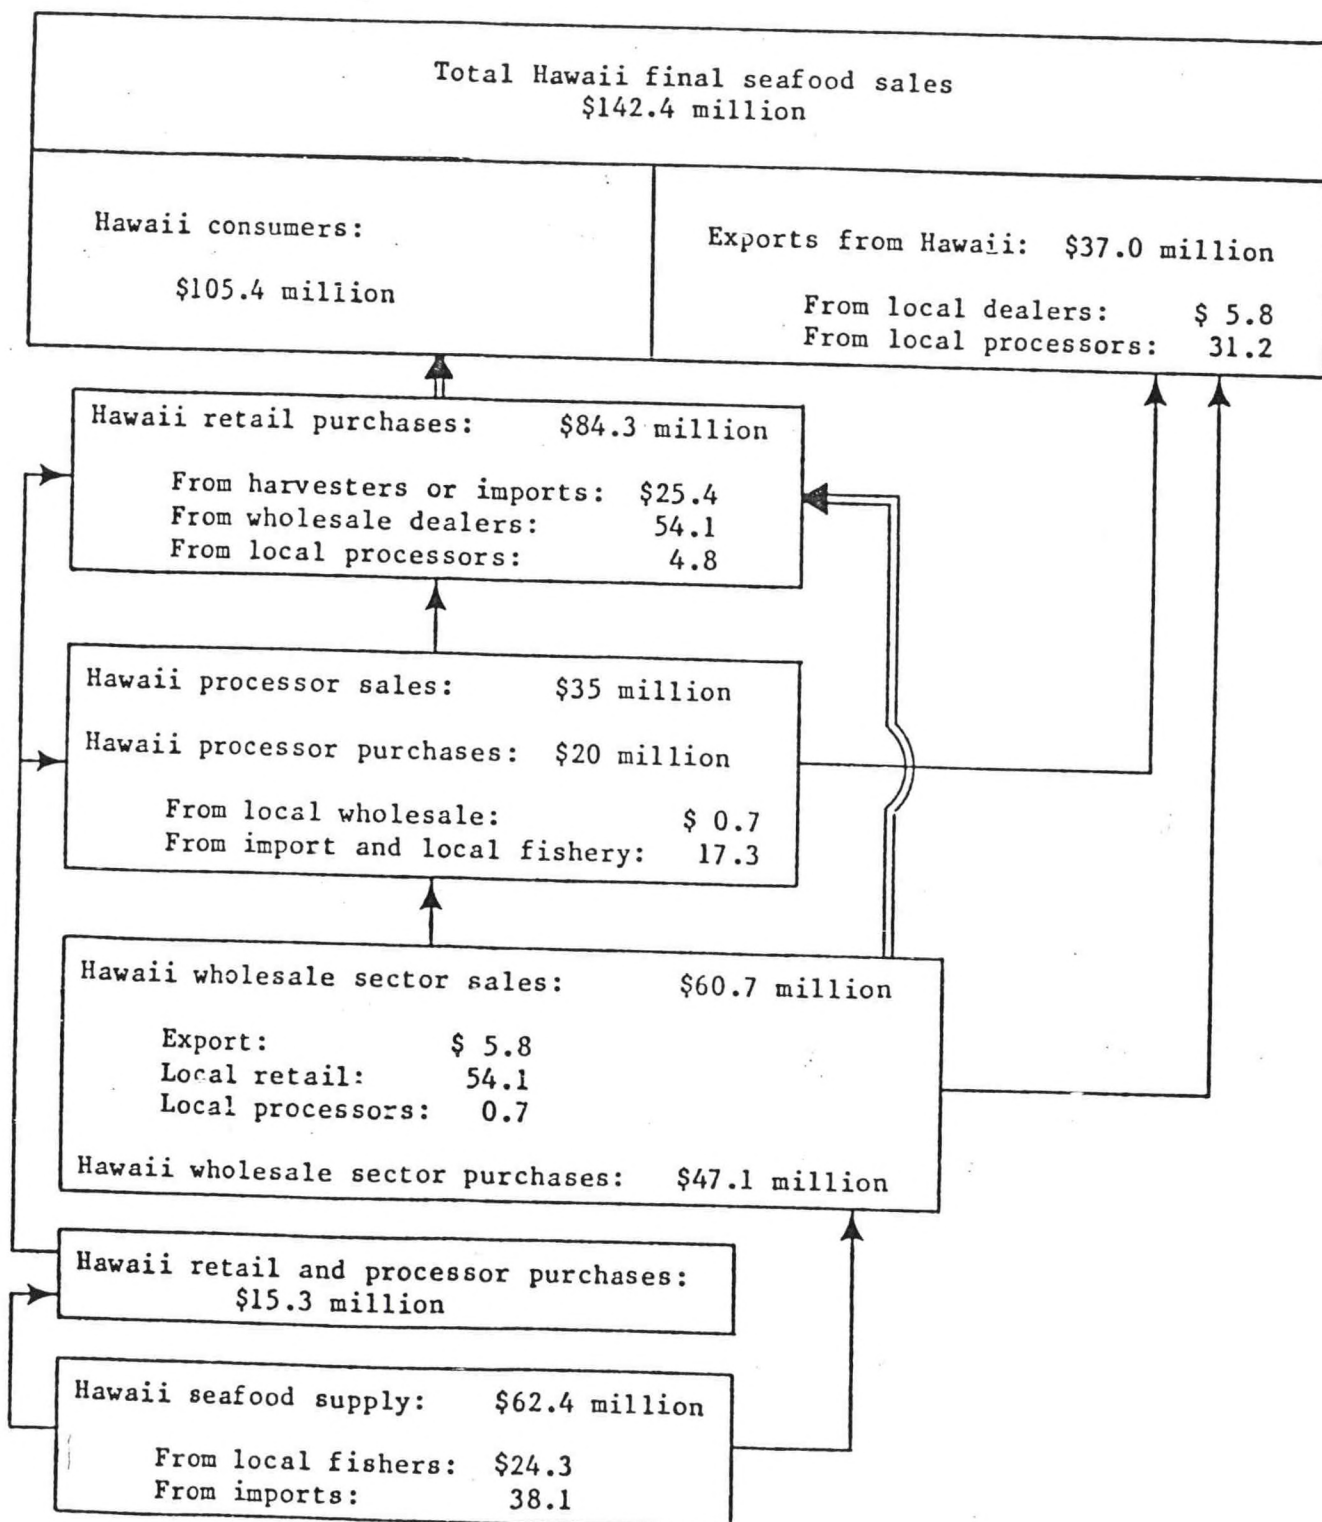 Total Hawaii final seafood sales
$142.4 million
Hawaii consumers:
$105.4 million
Exports from Hawaii: $37.0 million
From local dealers: $ 5.8
From local processors: 31.2
Hawaii retail purchases: $84.3 million
From harvesters or imports: $25.4
From wholesale dealers: 54.1
From local processors: 4.8
Hawaii processor sales: $35 million
Hawaii processor purchases: $20 million
From local wholesale: $ 0.7
From import and local fishery: 17.3
Hawaii wholesale sector sales: $60.7 million
Export: $ 5.8
Local retail: 54.1
Local processors: 0.7
Hawaii wholesale sector purchases: $47.1 million
Hawaii retail and processor purchases:
$15.3 million
Hawaii seafood supply: $62.4 million
From local fishers: $24.3
From imports: 38.1